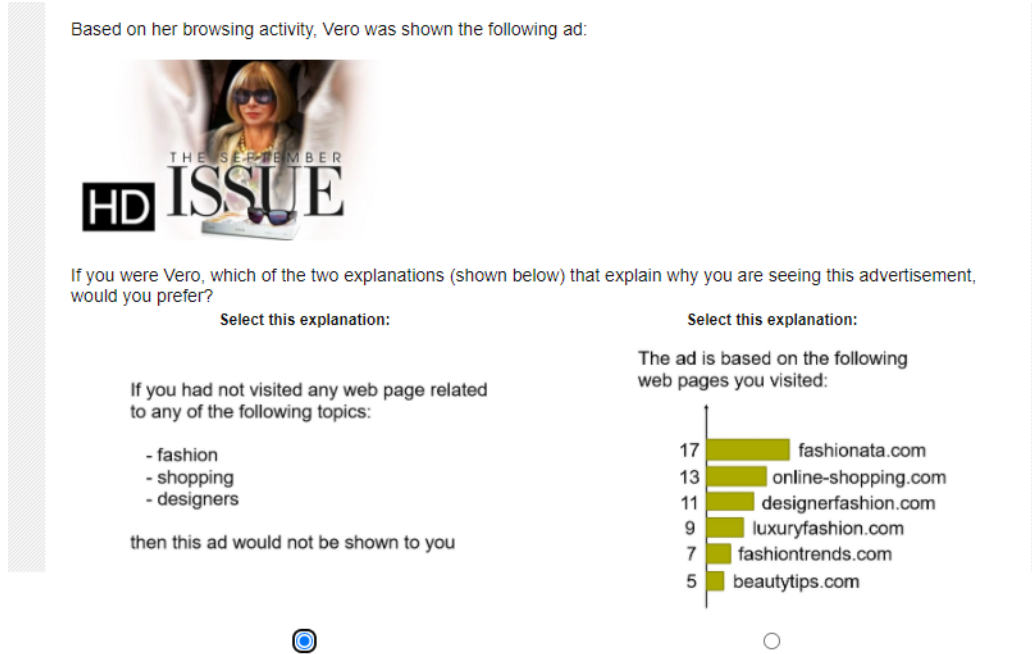 Based on her browsing activity, Vero was shown the following ad:
THE SEPTEMBER
ISSUE
HD
If you were Vero, which of the two explanations (shown below) that explain why you are seeing this advertisement,
would you prefer?
Select this explanation:
If you had not visited any web page related
to any of the following topics:
- fashion
- shopping
- designers
then this ad would not be shown to you
Select this explanation:
The ad is based on the following
web pages you visited:
17 fashionata.com
13 online-shopping.com
11 designerfashion.com
9 luxuryfashion.com
7 fashiontrends.com
5 beautytips.com